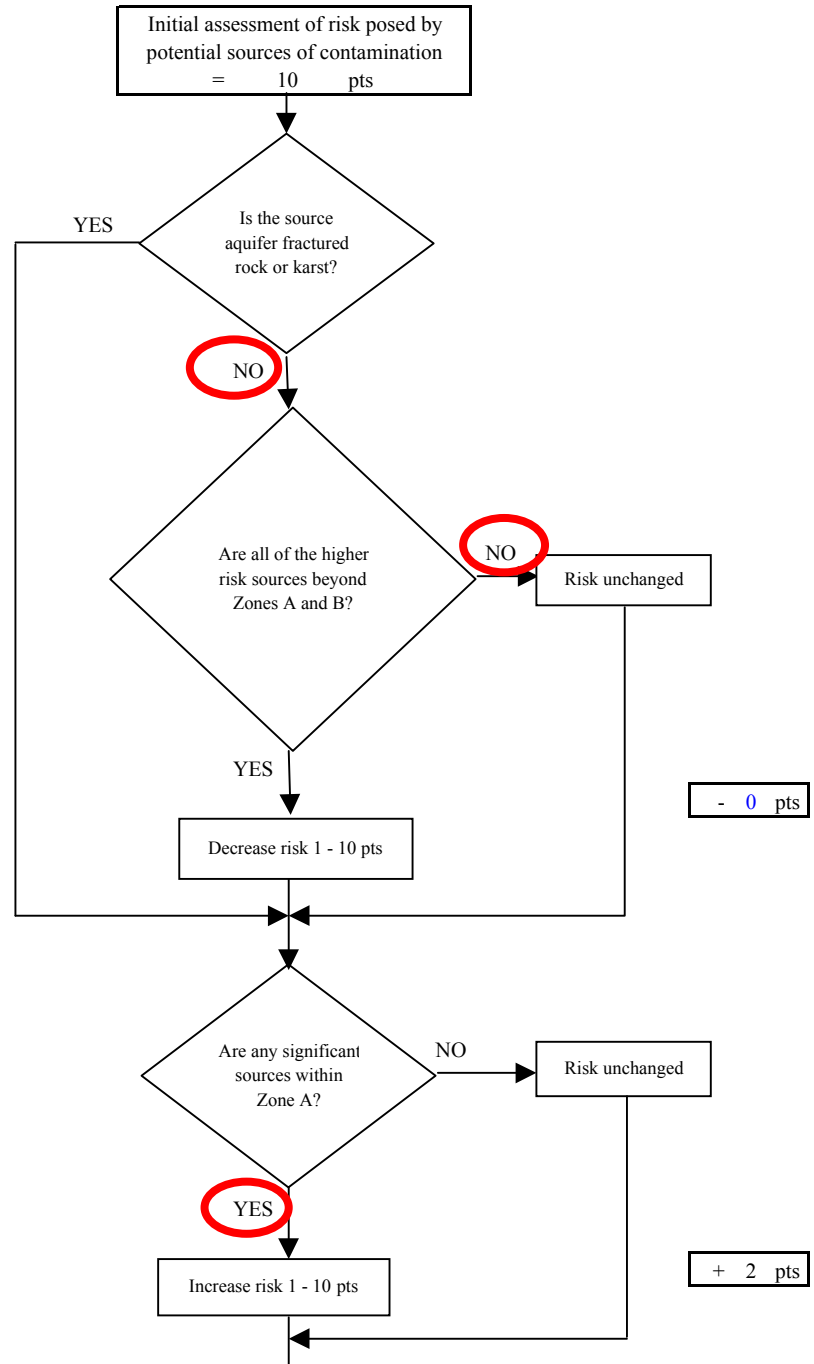 Initial assessment of risk posed by
potential sources of contamination
= 10 pts
YES
Is the source
aquifer fractured
rock or karst?
NO
Are all of the higher
risk sources beyond
Zones A and B?
NO
Risk unchanged
YES
- 0 pts
Decrease risk 1 - 10 pts
Are any significant
sources within
Zone A?
NO
Risk unchanged
YES
+ 2 pts
Increase risk 1 - 10 pts